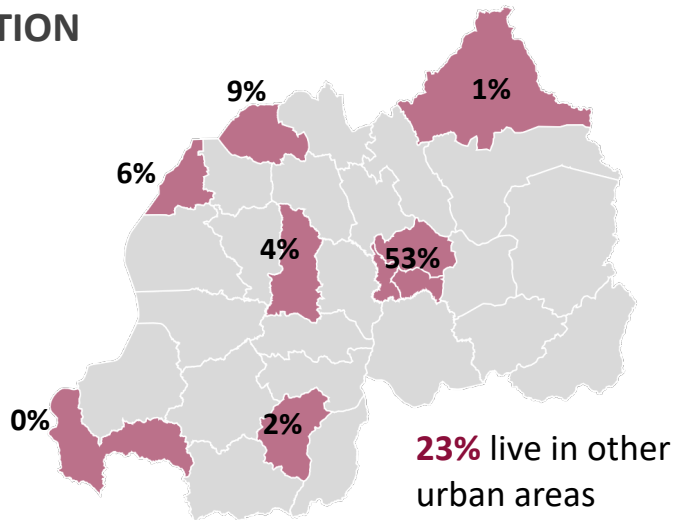 TION
1%
9%
6%
4%
53%
0%
2%
23% live in other
urban areas